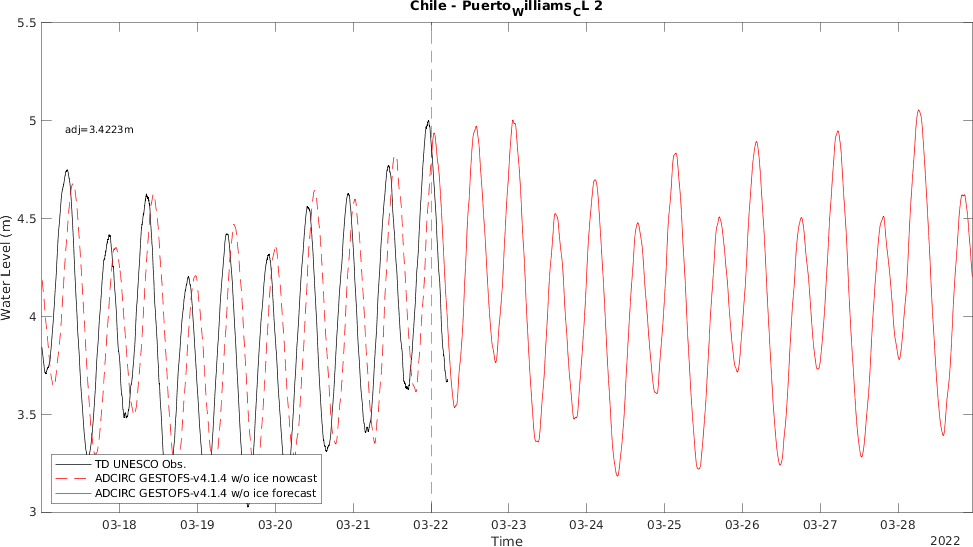 Chile - Puerto_Williams_CL 2
5.5
5
4.5
4
3.5
3
Water Level (m)
adj=3.4223m
TD UNESCO Obs.
ADCIRC GESTOFS-v4.1.4 w/o ice nowcast
ADCIRC GESTOFS-v4.1.4 w/o ice forecast
03-18 03-19 03-20 03-21 03-22 03-23 03-24 03-25 03-26 03-27 03-28
Time
2022